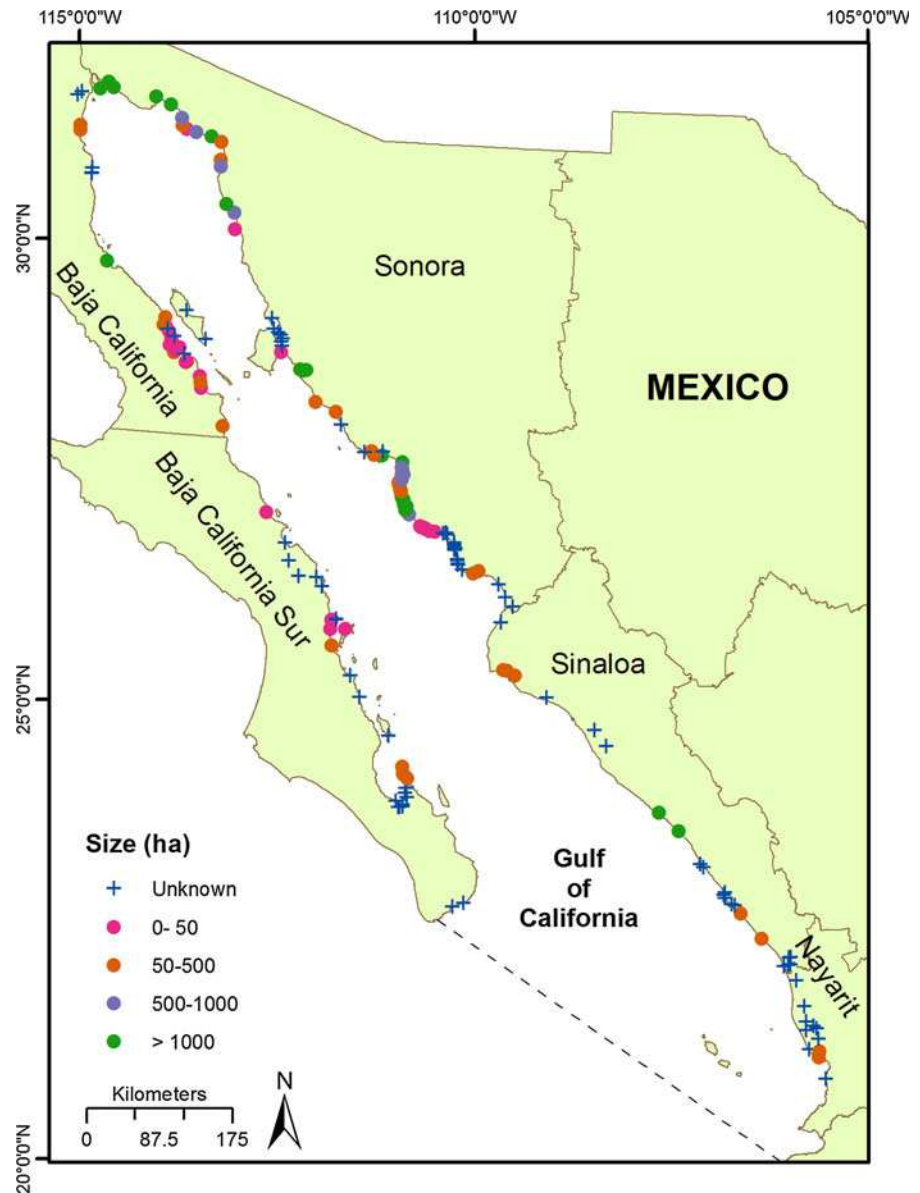 115°0'0"W
110°0'0"W
105°0'0"W
30°0'0"N
25°0'0"N
20°0'0"N
Sonora
Baja California
MEXICO
Baja California Sur
Sinaloa
Gulf
of
California
Nayarit
Size (ha)
Unknown
0- 50
50-500
500-1000
> 1000
Kilometers
0 87.5 175
N